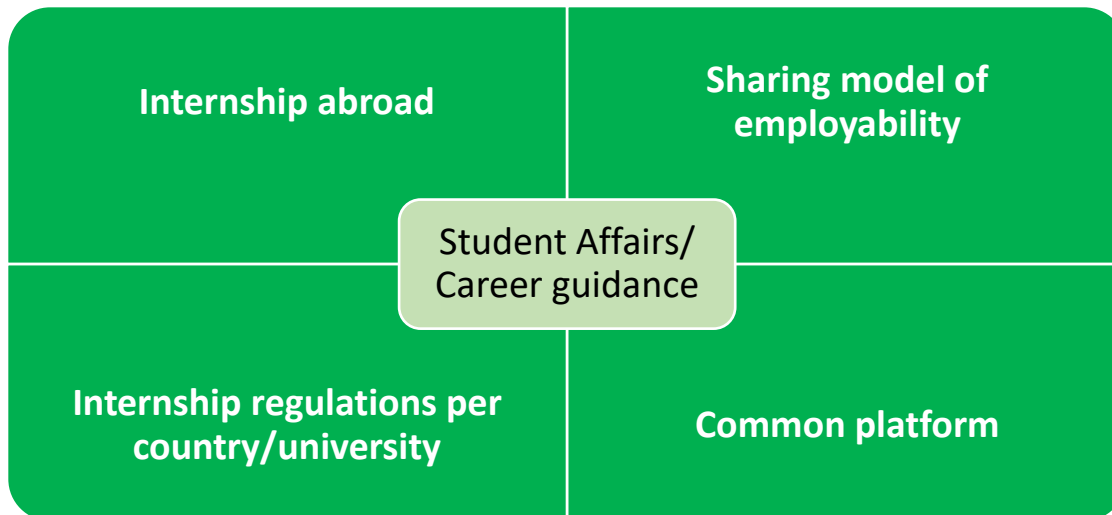 Internship abroad
Sharing model of
employability
Student Affairs/
Career guidance
Internship regulations per
country/university
Common platform